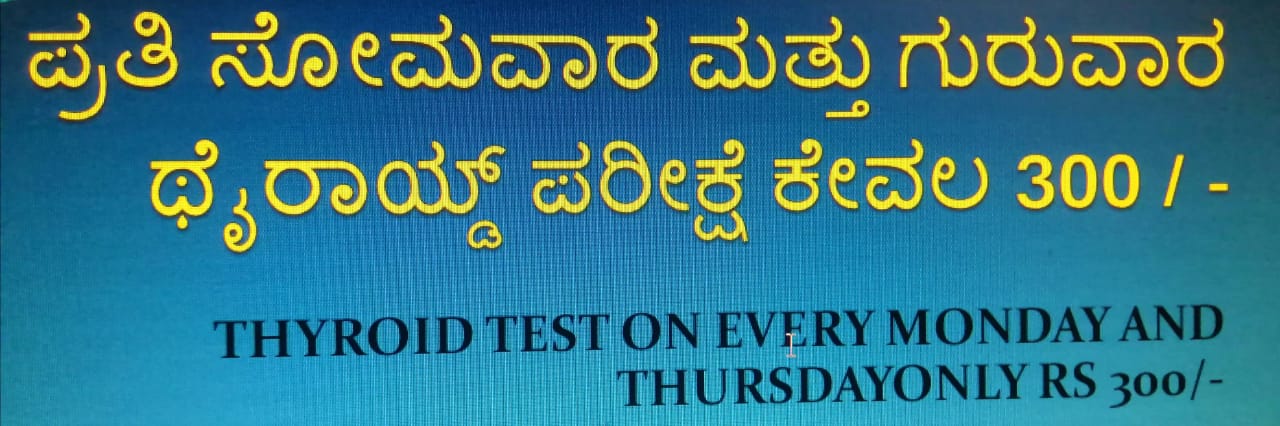 ಪ್ರತಿ ಸೋಮವಾರ ಮತ್ತು ಗುರುವಾರ
ಥೈರಾಯ್ಡ್ ಪರೀಕ್ಷೆ ಕೇವಲ 300 / -
THYROID TEST ON EVERY MONDAY AND
THURSDAYONLY RS 300/-